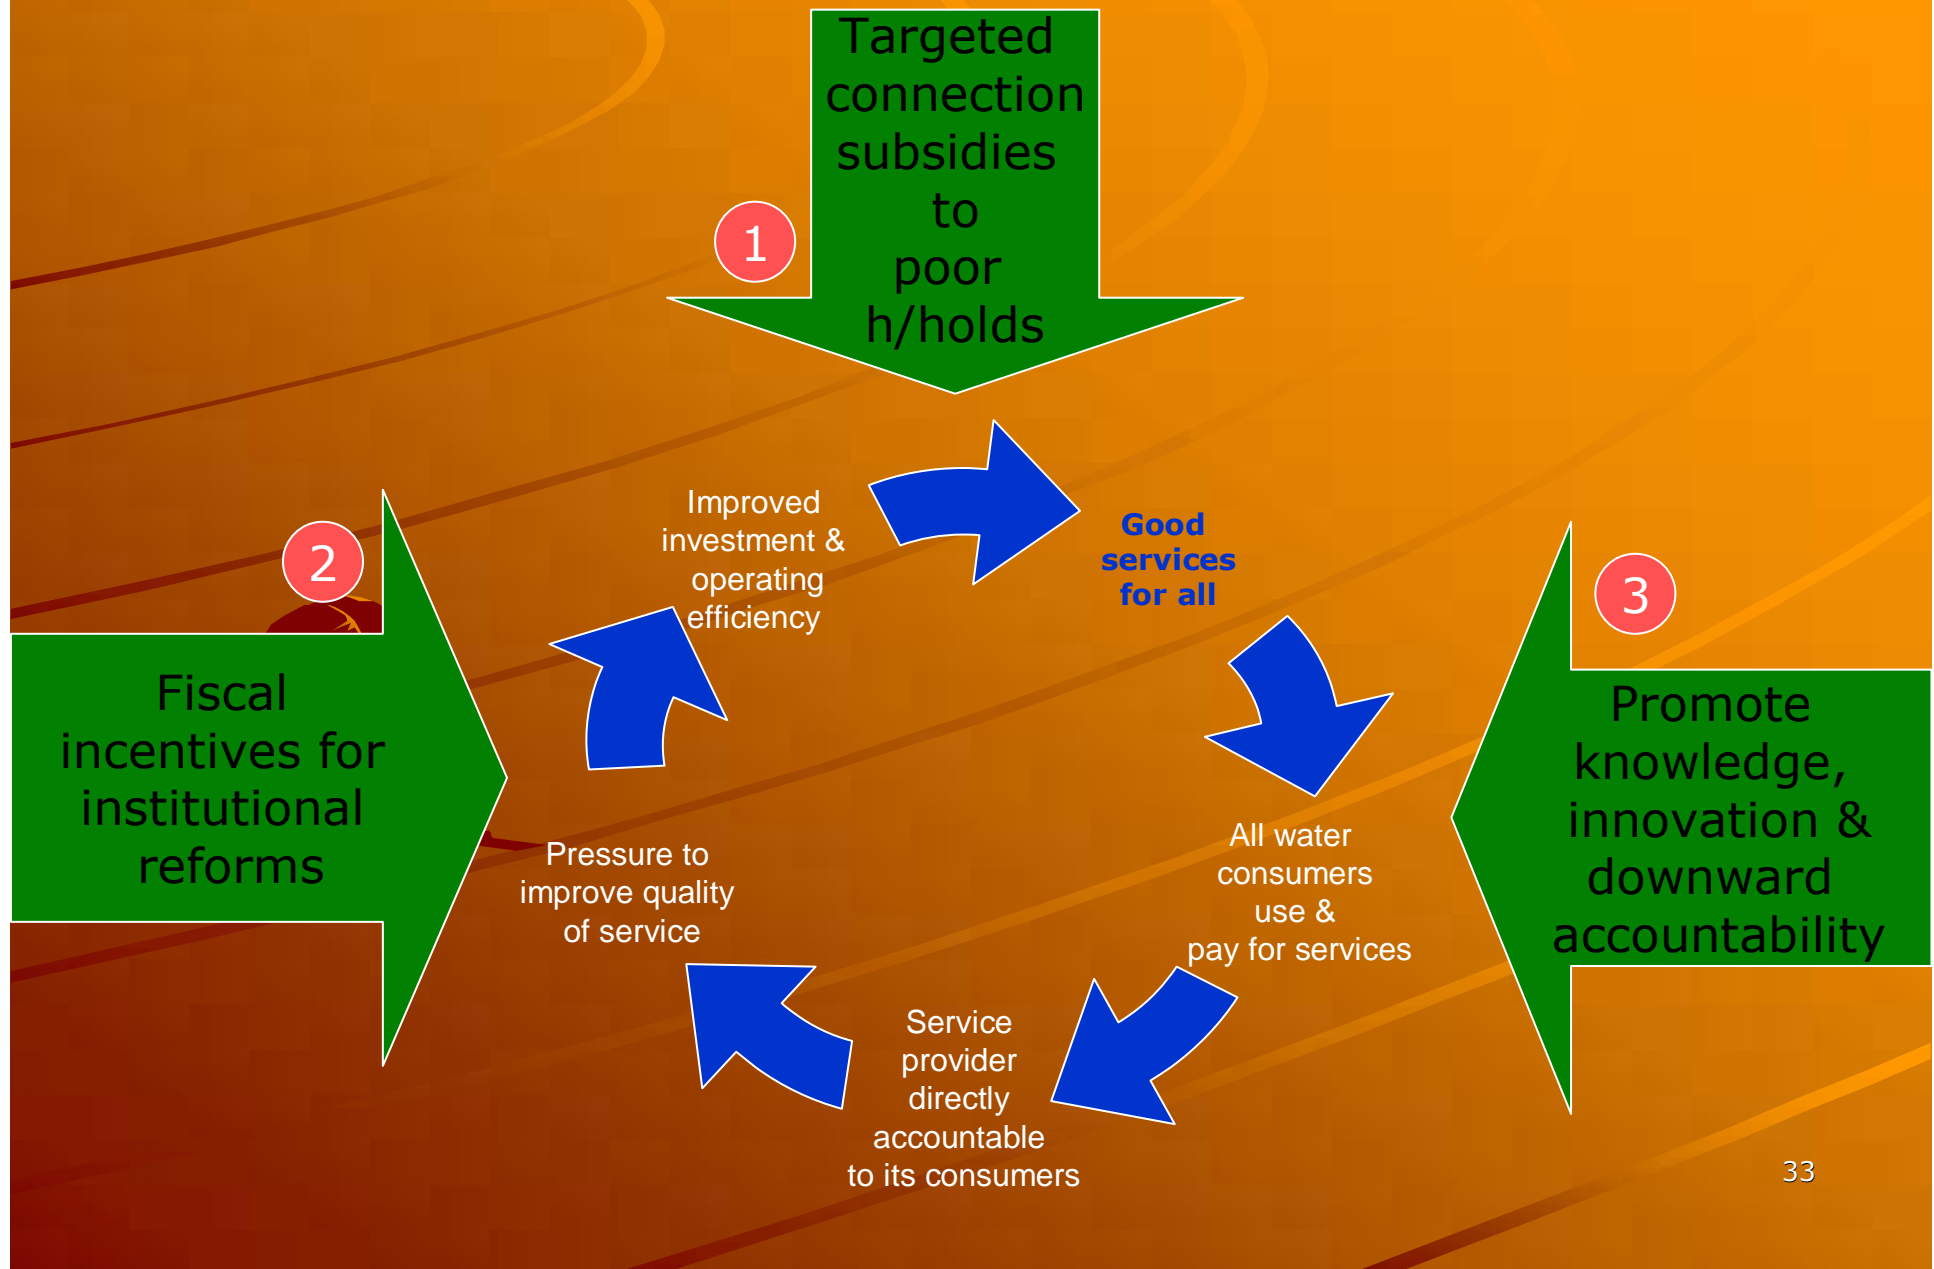 Targeted
connection
subsidies
to
poor
h/holds
1
2
Fiscal
incentives for
institutional
reforms
3
Promote
knowledge,
innovation &
downward
accountability
Improved
investment &
operating
efficiency
Good
services
for all
All water
consumers
use &
pay for services
Service
provider
directly
accountable
to its consumers
Pressure to
improve quality
of service
33